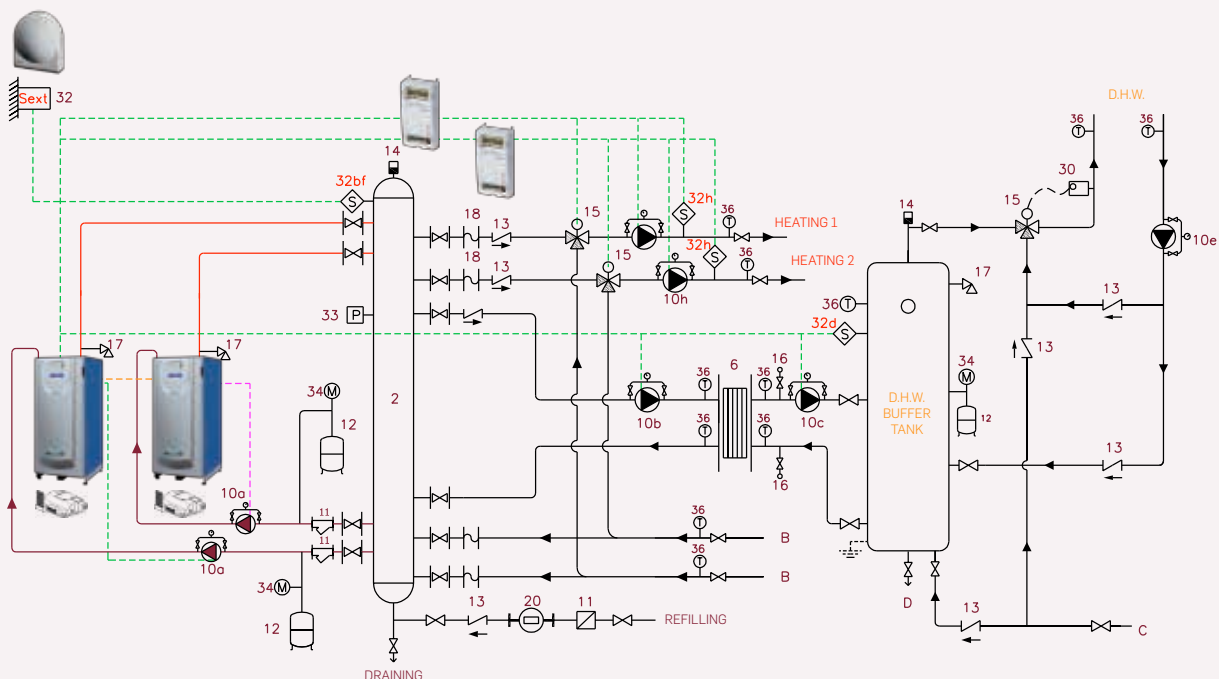 D.H.W.
36
36
Sext
32
14
30
15
32bf
18
13
15
32h
36
HEATING 1
14
10e
18
13
15
32h
36
HEATING 2
17
10h
13
33
P
36
T
32d
17
17
6
16
34
M
13
34
M
12
2
36
36
D.H.W.
BUFFER
TANK
12
10b
36
36
10c
13
16
10a
11
36
B
11
10a
36
B
34
M
D
12
13
20
11
REFILLING
13
C
DRAINING